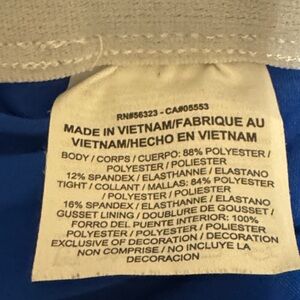 RN#56323 - CA#05553
MADE IN VIETNAM/FABRIQUE AU
VIETNAM/HECHO EN VIETNAM
BODY / CORPS / CUERPO: 88% POLYESTER /
POLYESTER / POLIESTER
12% SPANDEX / ELASTHANNE / ELASTANO
TIGHT / COLLANT / MALLAS: 84% POLYESTER /
POLYESTER / POLIESTER
16% SPANDEX / ELASTHANNE / ELASTANO
GUSSET LINING / DOUBLURE DE GOUSSET /
FORRO DEL PUENTE INTERIOR: 100%
POLYESTER / POLYESTER / POLIESTER
EXCLUSIVE OF DECORATION / DECORATION
NON COMPRISE / NO INCLUYE LA
DECORACION